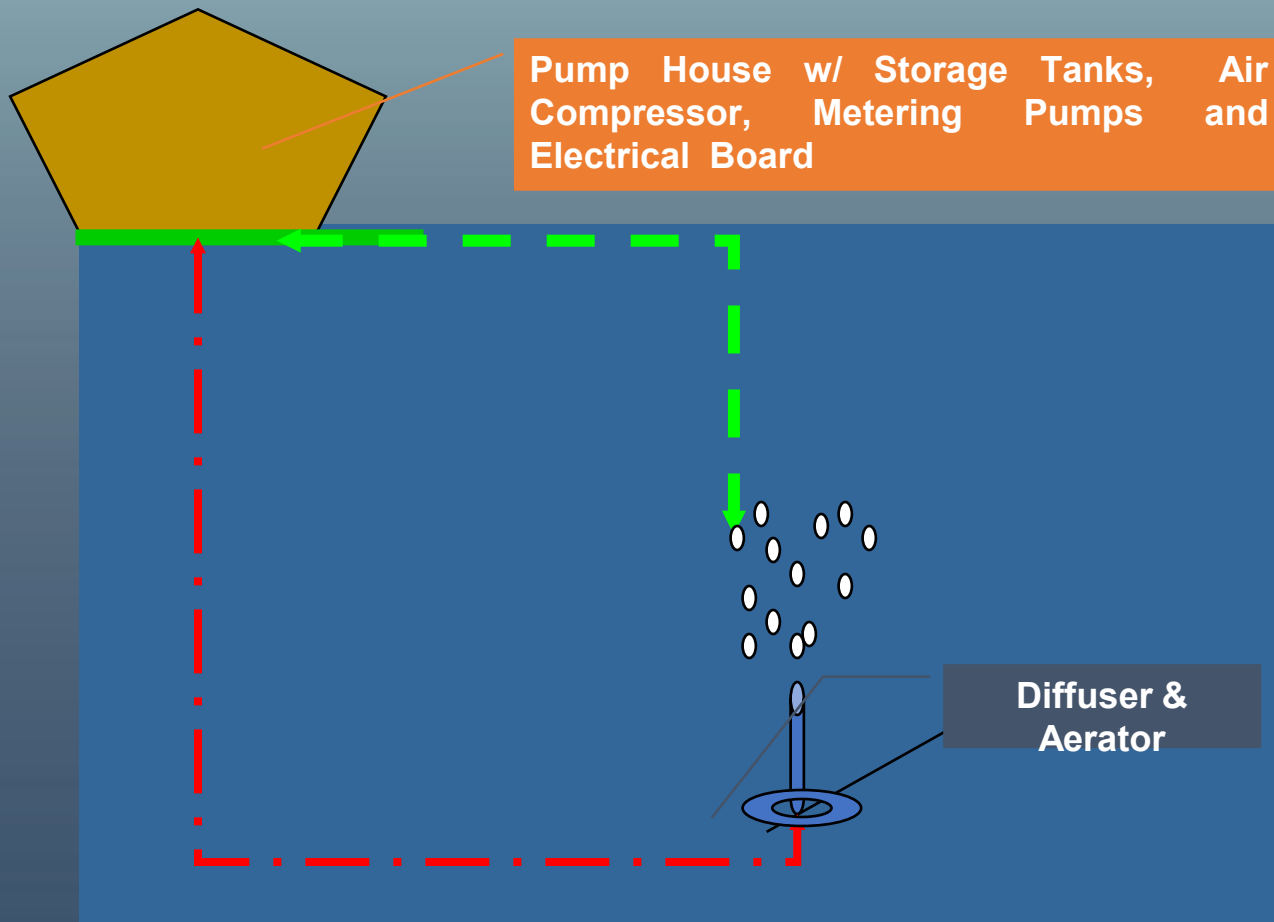 Pump House w/ Storage Tanks, Air
Compressor, Metering Pumps and
Electrical Board
Diffuser &
Aerator